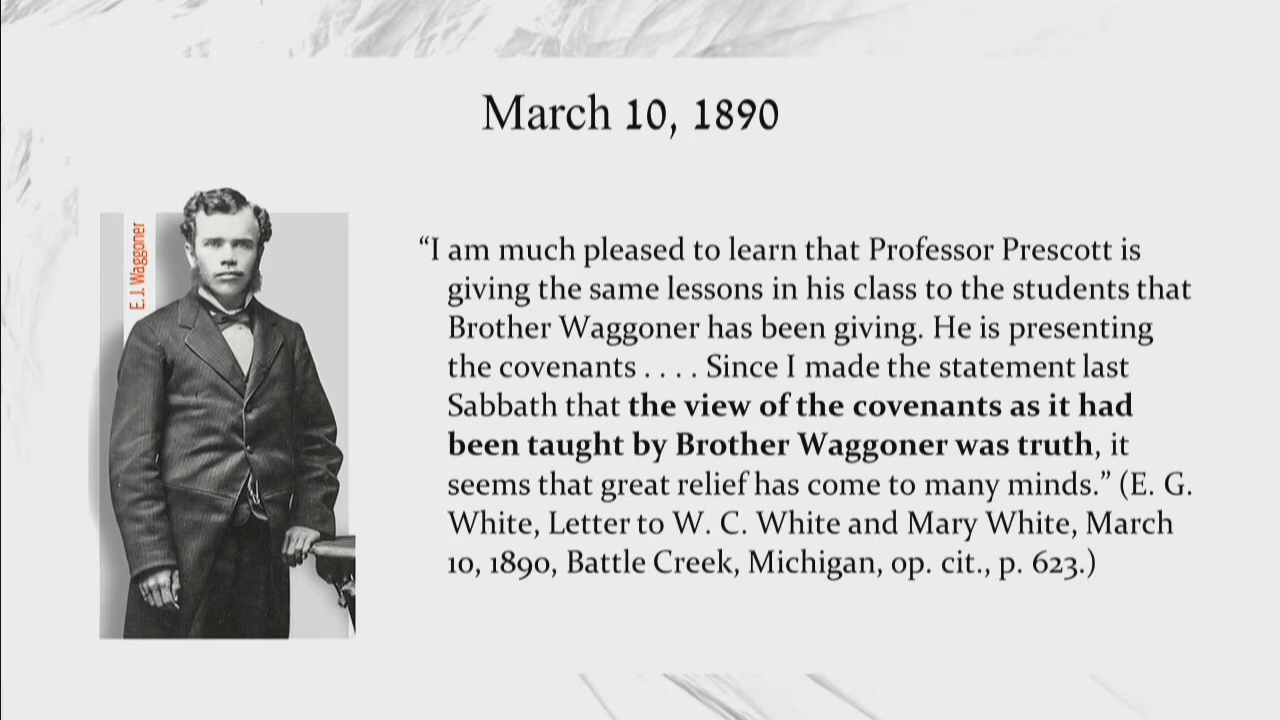 March 10, 1890
E. J. Waggoner
“I am much pleased to learn that Professor Prescott is
giving the same lessons in his class to the students that
Brother Waggoner has been giving. He is presenting
the covenants . . . . Since I made the statement last
Sabbath that the view of the covenants as it had
been taught by Brother Waggoner was truth, it
seems that great relief has come to many minds.” (E. G.
White, Letter to W. C. White and Mary White, March
10, 1890, Battle Creek, Michigan, op. cit., p. 623.)